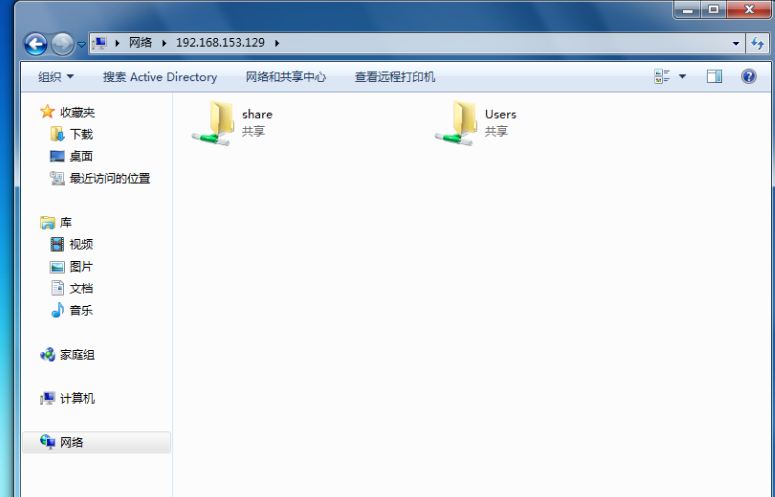 网络 192.168.153.129
组织 搜索 Active Directory 网络和共享中心 查看远程打印机
收藏夹
下载
桌面
最近访问的位置
库
视频
图片
文档
音乐
家庭组
计算机
网络
share
共享
Users
共享